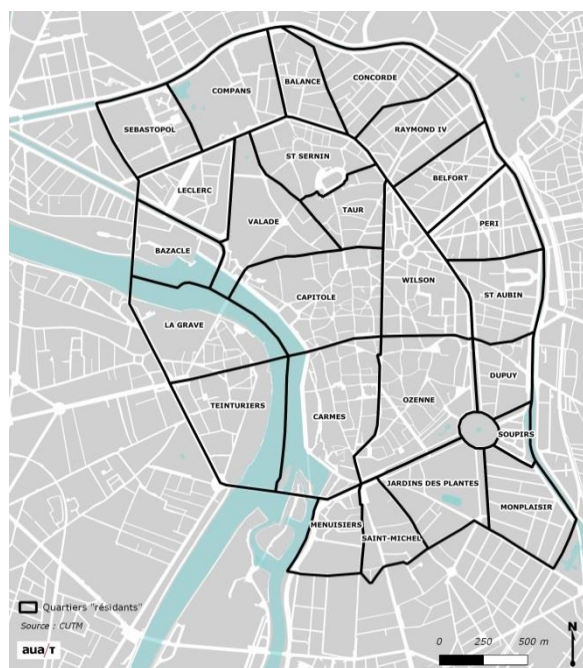 CONCORDE
COMPANS
BALANCE
SEBASTOPOL
RAYMOND IV
ST SERNIN
BELFORT
LECLERC
TAUR
VALADE
PERI
BAZACLE
WILSON
CAPITOLE
ST AUBIN
LA GRAVE
DUPUY
OZENNE
TEINTURIERS
CARMES
SOUPIRS
JARDINS DES PLANTES
MONPLAISIR
MENUISIERS
SAINT-MICHEL
Quartiers "résidants"
Source : CUTM
aua/T
N
0 250 500 m